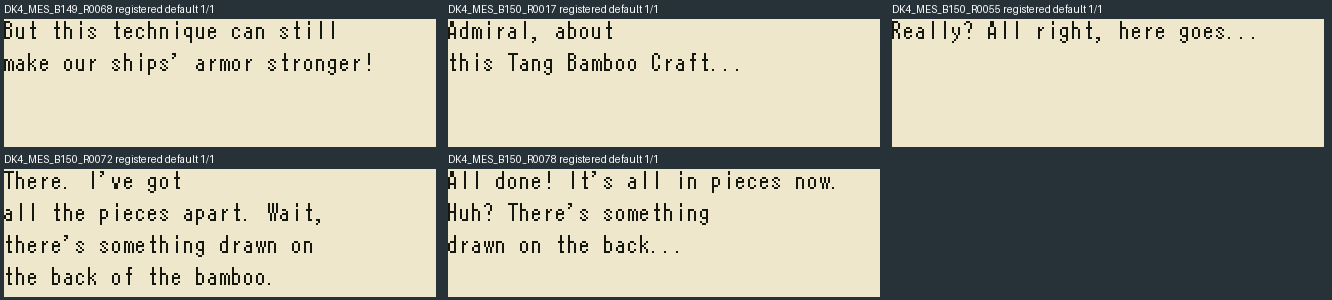 DK4_MES_B149_R0068 registered default 1/1
But this technique can still
make our ships' armor stronger!
DK4_MES_B150_R0017 registered default 1/1
Admiral, about
this Tang Bamboo Craft...
DK4_MES_B150_R0055 registered default 1/1
Really? All right, here goes...
DK4_MES_B150_R0072 registered default 1/1
There. I've got
all the pieces apart. Wait,
there's something drawn on
the back of the bamboo.
DK4_MES_B150_R0078 registered default 1/1
All done! It's all in pieces now.
Huh? There's something
drawn on the back...